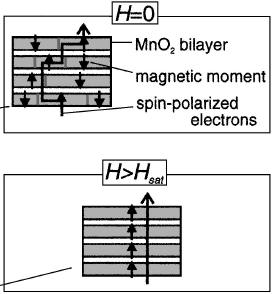 H=0
MnO₂ bilayer
magnetic moment
spin-polarized
electrons
H>Hsat